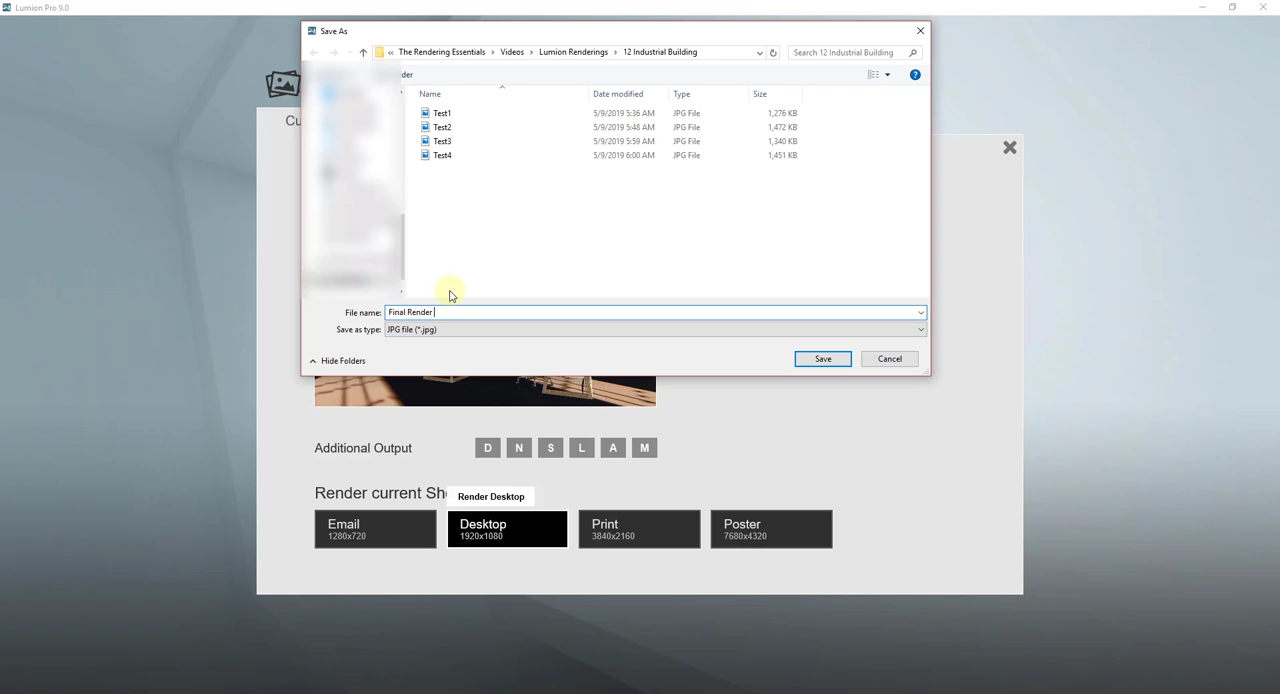 Lumion Pro 9.0
Save As
« The Rendering Essentials › Videos › Lumion Renderings › 12 Industrial Building
Search 12 Industrial Building
der
Name Date modified Type Size
Test1 5/9/2019 5:36 AM JPG File 1,276 KB
Test2 5/9/2019 5:48 AM JPG File 1,472 KB
Test3 5/9/2019 5:59 AM JPG File 1,340 KB
Test4 5/9/2019 6:00 AM JPG File 1,451 KB
Cu
File name: Final Render
Save as type: JPG file (*.jpg)
Hide Folders
Save Cancel
Additional Output D N S L A M
Render current Sh
Render Desktop
Email Desktop Print Poster
1280x720 1920x1080 3840x2160 7680x4320